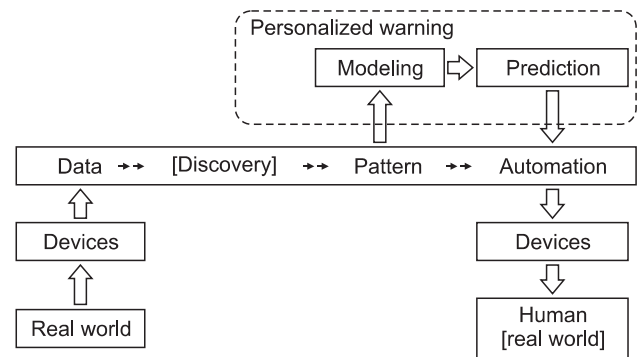 Personalized warning
Modeling
Prediction
Data
[Discovery]
Pattern
Automation
Devices
Devices
Real world
Human
[real world]